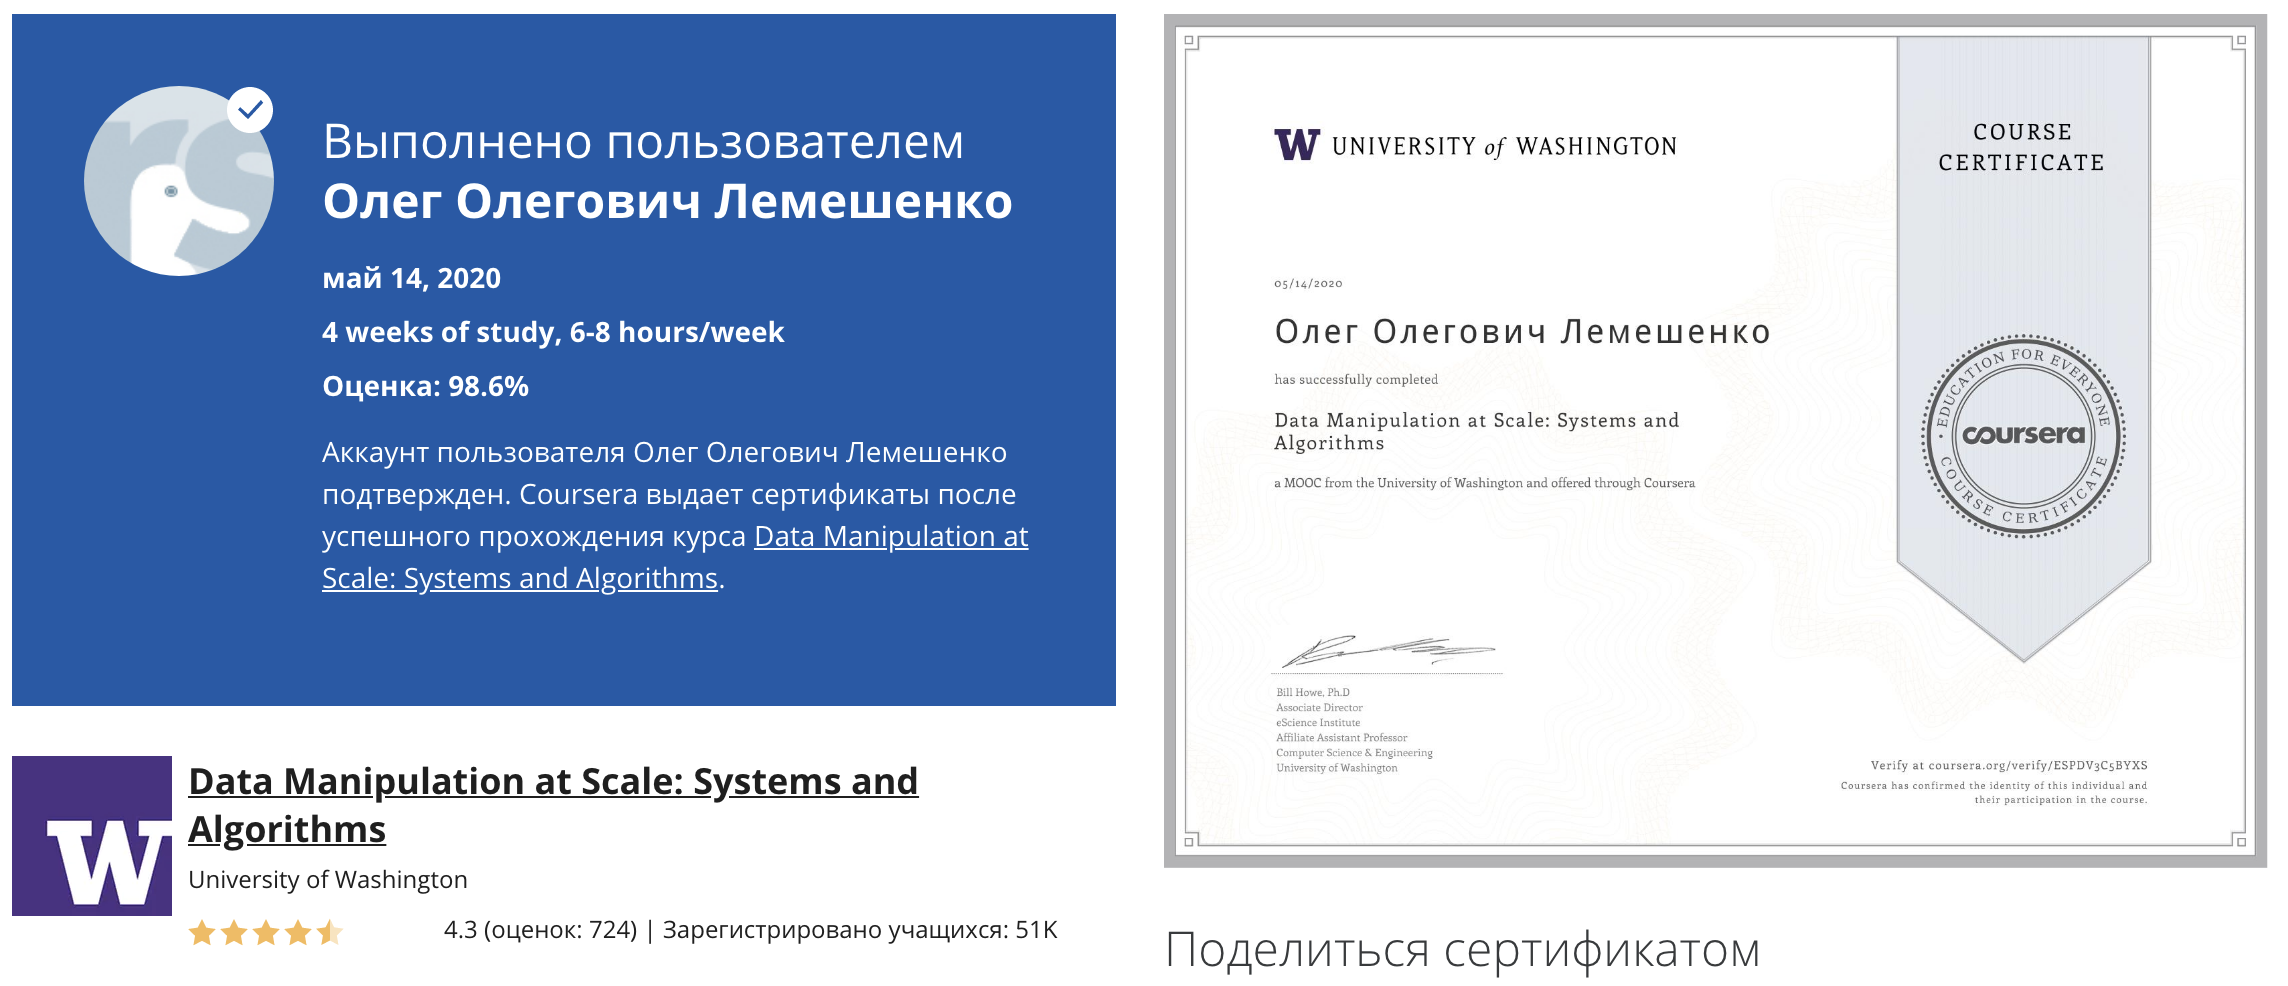 Выполнено пользователем
Олег Олегович Лемешенко
май 14, 2020
4 weeks of study, 6-8 hours/week
Оценка: 98.6%
Аккаунт пользователя Олег Олегович Лемешенко
подтвержден. Coursera выдает сертификаты после
успешного прохождения курса Data Manipulation at
Scale: Systems and Algorithms.
W
Data Manipulation at Scale: Systems and
Algorithms
University of Washington
4.3 (оценок: 724) | Зарегистрировано учащихся: 51K
W UNIVERSITY of WASHINGTON
COURSE
CERTIFICATE
05/14/2020
Олег Олегович Лемешенко
has successfully completed
Data Manipulation at Scale: Systems and
Algorithms
a MOOC from the University of Washington and offered through Coursera
EDUCATION FOR EVERYONE
coursera
COURSE CERTIFICATE
Bill Howe, Ph.D
Associate Director
eScience Institute
Affiliate Assistant Professor
Computer Science & Engineering
University of Washington
Verify at coursera.org/verify/ESPDV3C5BYXS
Coursera has confirmed the identity of this individual and
their participation in the course.
Поделиться сертификатом